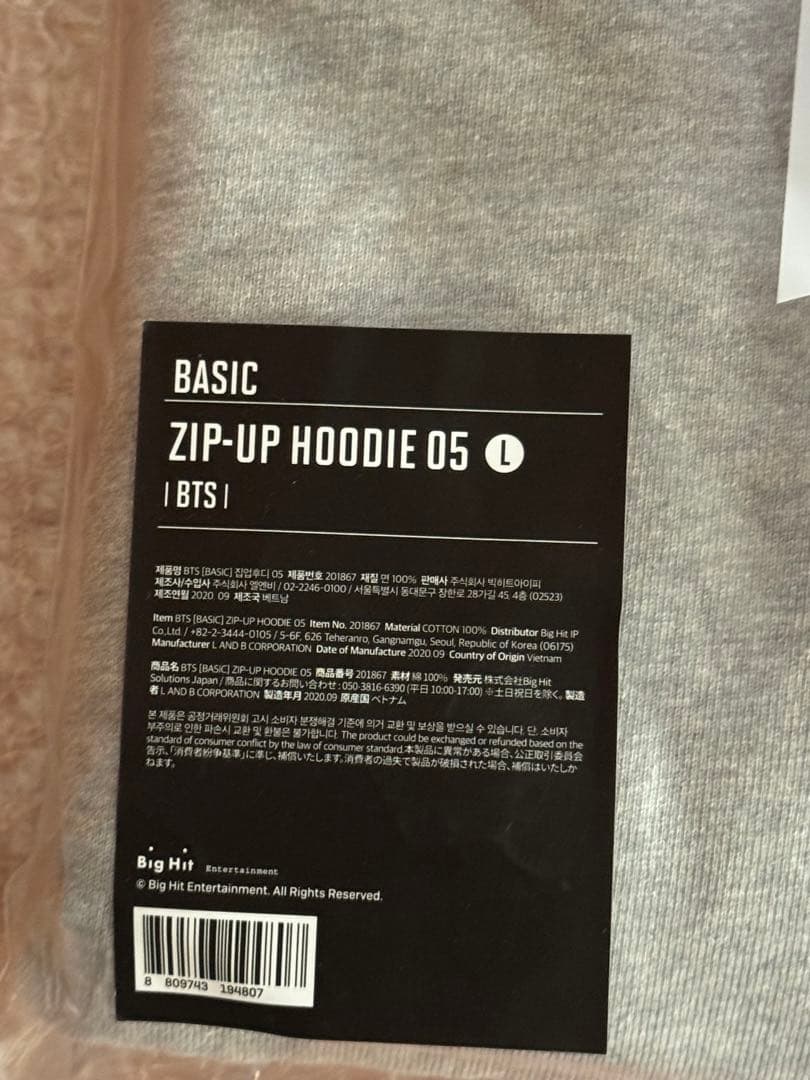 BASIC
ZIP-UP HOODIE 05 L
| BTS |
제품명 BTS [BASIC] 집업후디 05 제품번호 201867 재질 면 100% 판매사 주식회사 빅히트아이피
제조사/수입사 주식회사 엘엔비 / 02-2246-0100 / 서울특별시 동대문구 장한로 28가길 45, 4층 (02523)
제조연월 2020. 09 제조국 베트남
Item BTS [BASIC] ZIP-UP HOODIE 05 Item No. 201867 Material COTTON 100% Distributor Big Hit IP
Co.,Ltd / +82-2-3444-0105 / 5-6F, 626 Teheranro, Gangnamgu, Seoul, Republic of Korea (06175)
Manufacturer L AND B CORPORATION Date of Manufacture 2020.09 Country of Origin Vietnam
商品名 BTS [BASIC] ZIP-UP HOODIE 05 商品番号 201867 素材 綿 100% 発売元 株式会社Big Hit
Solutions Japan / 商品に関するお問い合わせ : 050-3816-6390 (平日 10:00-17:00) ※土日祝日を除く。製造
者 L AND B CORPORATION 製造年月 2020.09 原産国 ベトナム
본 제품은 공정거래위원회 고시 소비자 분쟁해결 기준에 의거 교환 및 보상을 받으실 수 있습니다. 단, 소비자
부주의로 인한 파손시 교환 및 환불은 불가합니다. The product could be exchanged or refunded based on the
standard of consumer conflict by the law of consumer standard.本製品に異常がある場合、公正取引委員会
告示、「消費者紛争基準」に準じ、補償いたします。消費者の過失で製品が破損された場合、補償はいたしか
ねます。
Big Hit Entertainment
© Big Hit Entertainment. All Rights Reserved.
8 809743 194807